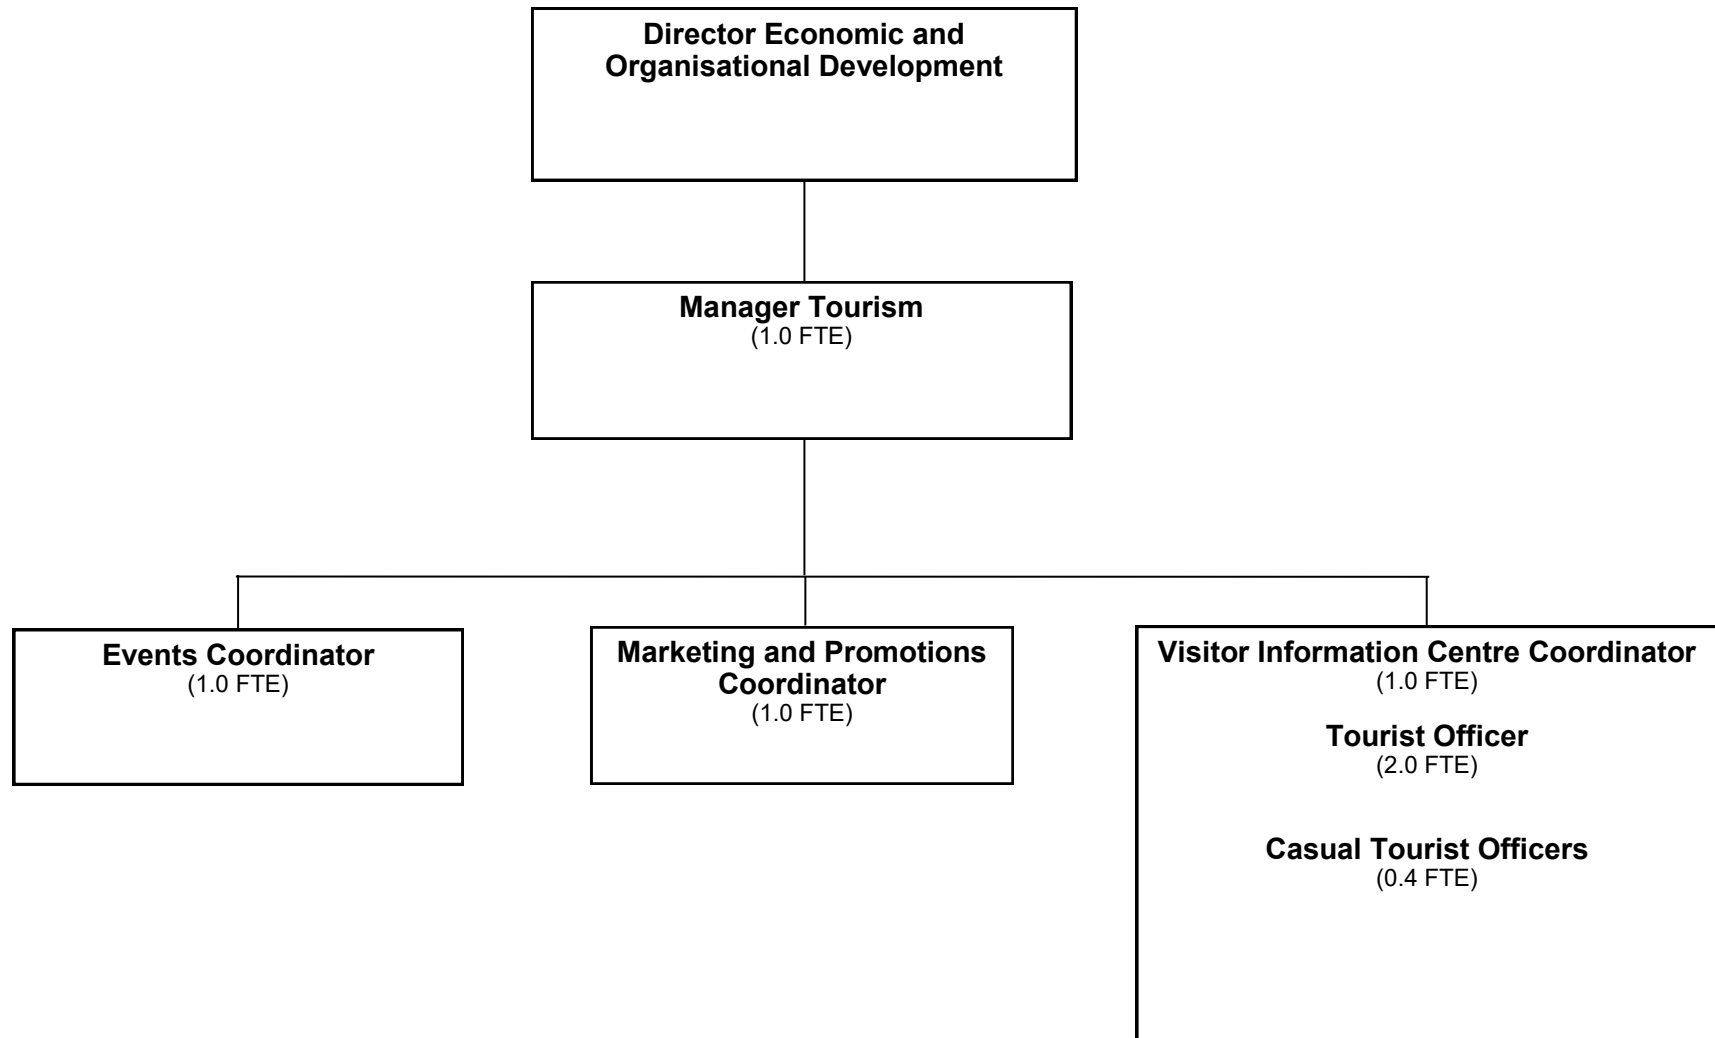 Director Economic and
Organisational Development
Manager Tourism
(1.0 FTE)
Events Coordinator
(1.0 FTE)
Marketing and Promotions
Coordinator
(1.0 FTE)
Visitor Information Centre Coordinator
(1.0 FTE)
Tourist Officer
(2.0 FTE)
Casual Tourist Officers
(0.4 FTE)